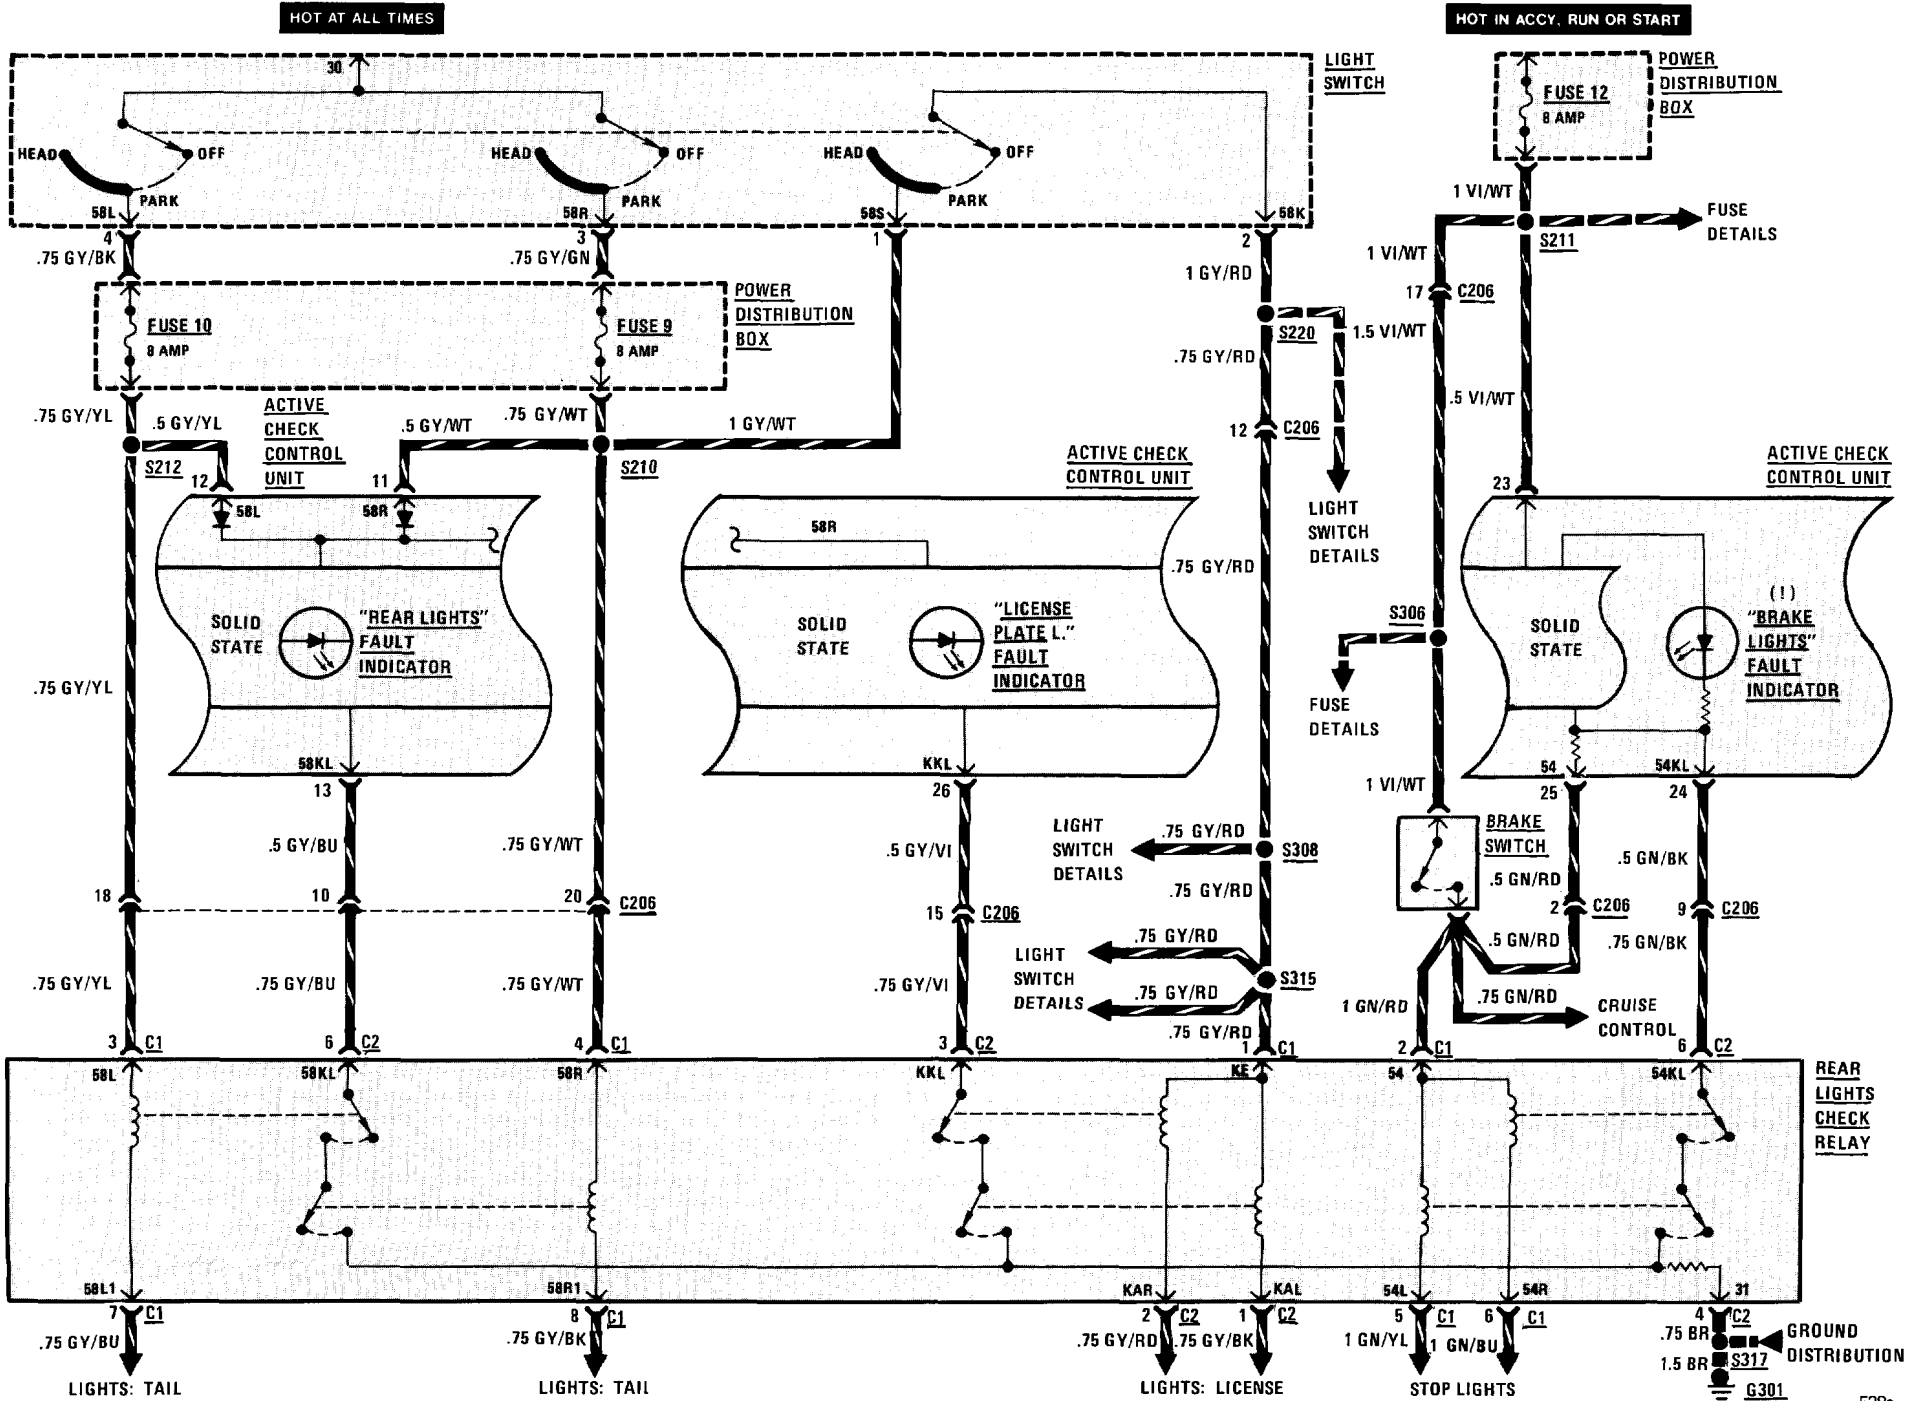 HOT AT ALL TIMES
HOT IN ACCY, RUN OR START
30
LIGHT
SWITCH
POWER
DISTRIBUTION
BOX
FUSE 12
8 AMP
HEAD
OFF
PARK
HEAD
OFF
PARK
HEAD
OFF
PARK
58L
58R
58S
58K
4
3
1
2
.75 GY/BK
.75 GY/GN
1 GY/RD
1 VI/WT
S211
FUSE
DETAILS
1 VI/WT
17
C206
FUSE 10
8 AMP
FUSE 9
8 AMP
POWER
DISTRIBUTION
BOX
S220
1.5 VI/WT
.75 GY/RD
.5 VI/WT
.75 GY/YL
.5 GY/YL
ACTIVE
CHECK
CONTROL
UNIT
.5 GY/WT
.75 GY/WT
1 GY/WT
12
C206
S212
S210
12
11
58L
58R
ACTIVE CHECK
CONTROL UNIT
LIGHT
SWITCH
DETAILS
23
ACTIVE CHECK
CONTROL UNIT
58R
.75 GY/RD
SOLID
STATE
"REAR LIGHTS"
FAULT
INDICATOR
SOLID
STATE
"LICENSE
PLATE L."
FAULT
INDICATOR
S306
FUSE
DETAILS
SOLID
STATE
(!)
"BRAKE
LIGHTS"
FAULT
INDICATOR
.75 GY/YL
58KL
13
KKL
26
54
25
54KL
24
1 VI/WT
.5 GY/BU
.75 GY/WT
.5 GY/VI
LIGHT
SWITCH
DETAILS
.75 GY/RD
S308
.75 GY/RD
BRAKE
SWITCH
.5 GN/RD
.5 GN/BK
18
10
20
C206
15
C206
2
C206
9
C206
.75 GY/YL
.75 GY/BU
.75 GY/WT
.75 GY/VI
LIGHT
SWITCH
DETAILS
.75 GY/RD
.75 GY/RD
S315
.75 GY/RD
.5 GN/RD
.75 GN/BK
1 GN/RD
.75 GN/RD
CRUISE
CONTROL
3
C1
6
C2
4
C1
3
C2
1
C1
2
C1
6
C2
58L
58KL
58R
KKL
KE
54
54KL
REAR
LIGHTS
CHECK
RELAY
58L1
58R1
KAR
KAL
54L
54R
31
7
C1
8
C1
2
C2
1
C2
5
C1
6
C1
4
C2
.75 GY/BU
.75 GY/BK
.75 GY/RD
.75 GY/BK
1 GN/YL
1 GN/BU
.75 BR
GROUND
DISTRIBUTION
1.5 BR
S317
G301
LIGHTS: TAIL
LIGHTS: TAIL
LIGHTS: LICENSE
STOP LIGHTS